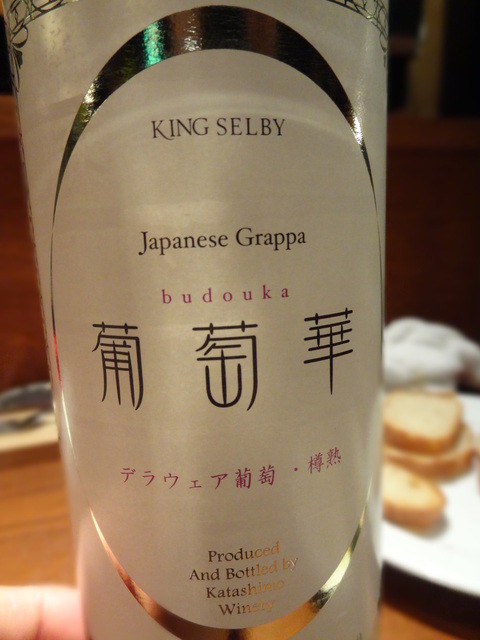 KING SELBY
Japanese Grappa
budouka
葡萄華
デラウェア葡萄・樽熟
Produced
And Bottled by
Katashimo
Winery